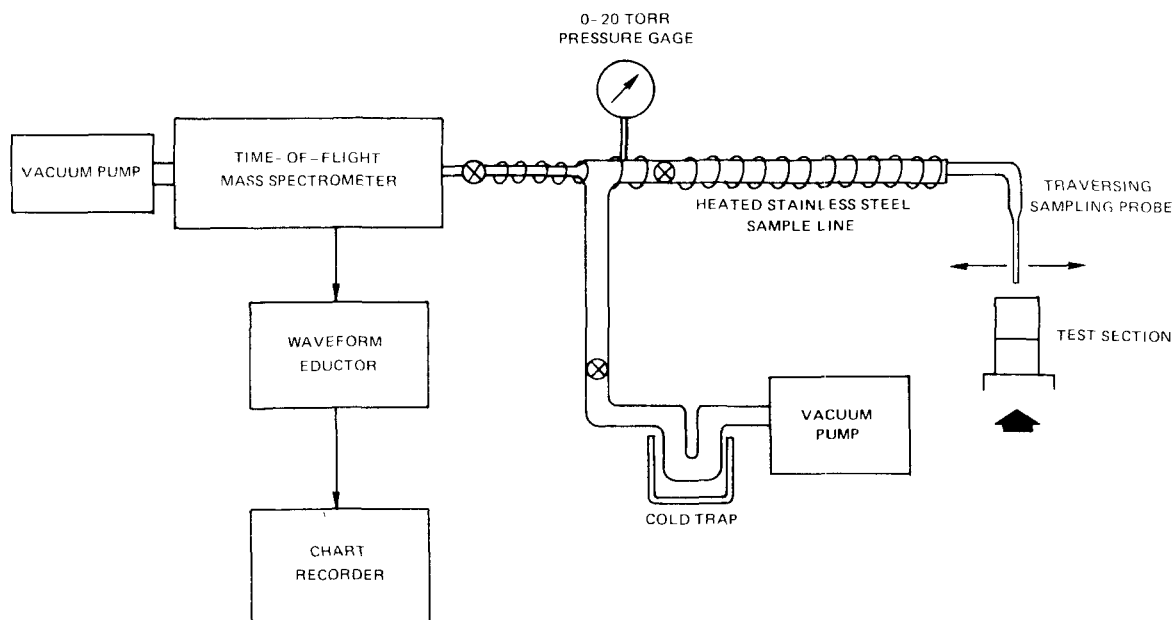 0-20 TORR
PRESSURE GAGE
VACUUM PUMP
TIME-OF-FLIGHT
MASS SPECTROMETER
HEATED STAINLESS STEEL
SAMPLE LINE
TRAVERSING
SAMPLING PROBE
WAVEFORM
EDUCTOR
TEST SECTION
VACUUM
PUMP
COLD TRAP
CHART
RECORDER